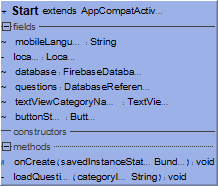 + Start extends AppCompatActiv...
fields
~ mobileLangu... : String
- loca... : Loca...
~ database : FirebaseDataba...
~ questions : DatabaseReferen...
~ textViewCategoryNa... : TextVie...
~ buttonSt... : Butt...
constructors
methods
onCreate (savedInstanceStat... Bund...) : void
~ loadQuesti... (categoryI... String) : void